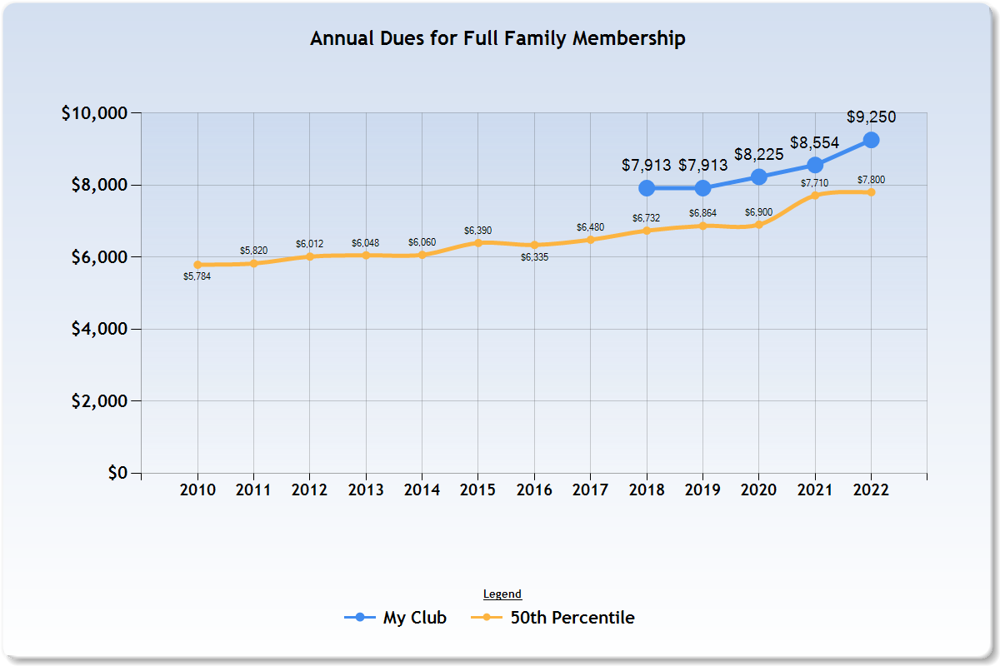 Annual Dues for Full Family Membership
$10,000
$8,000
$6,000
$4,000
$2,000
$0
$7,913 $7,913 $8,225 $8,554 $9,250
$5,784 $5,820 $6,012 $6,048 $6,060 $6,390 $6,335 $6,480 $6,732 $6,864 $6,900 $7,710 $7,800
2010 2011 2012 2013 2014 2015 2016 2017 2018 2019 2020 2021 2022
Legend
My Club 50th Percentile